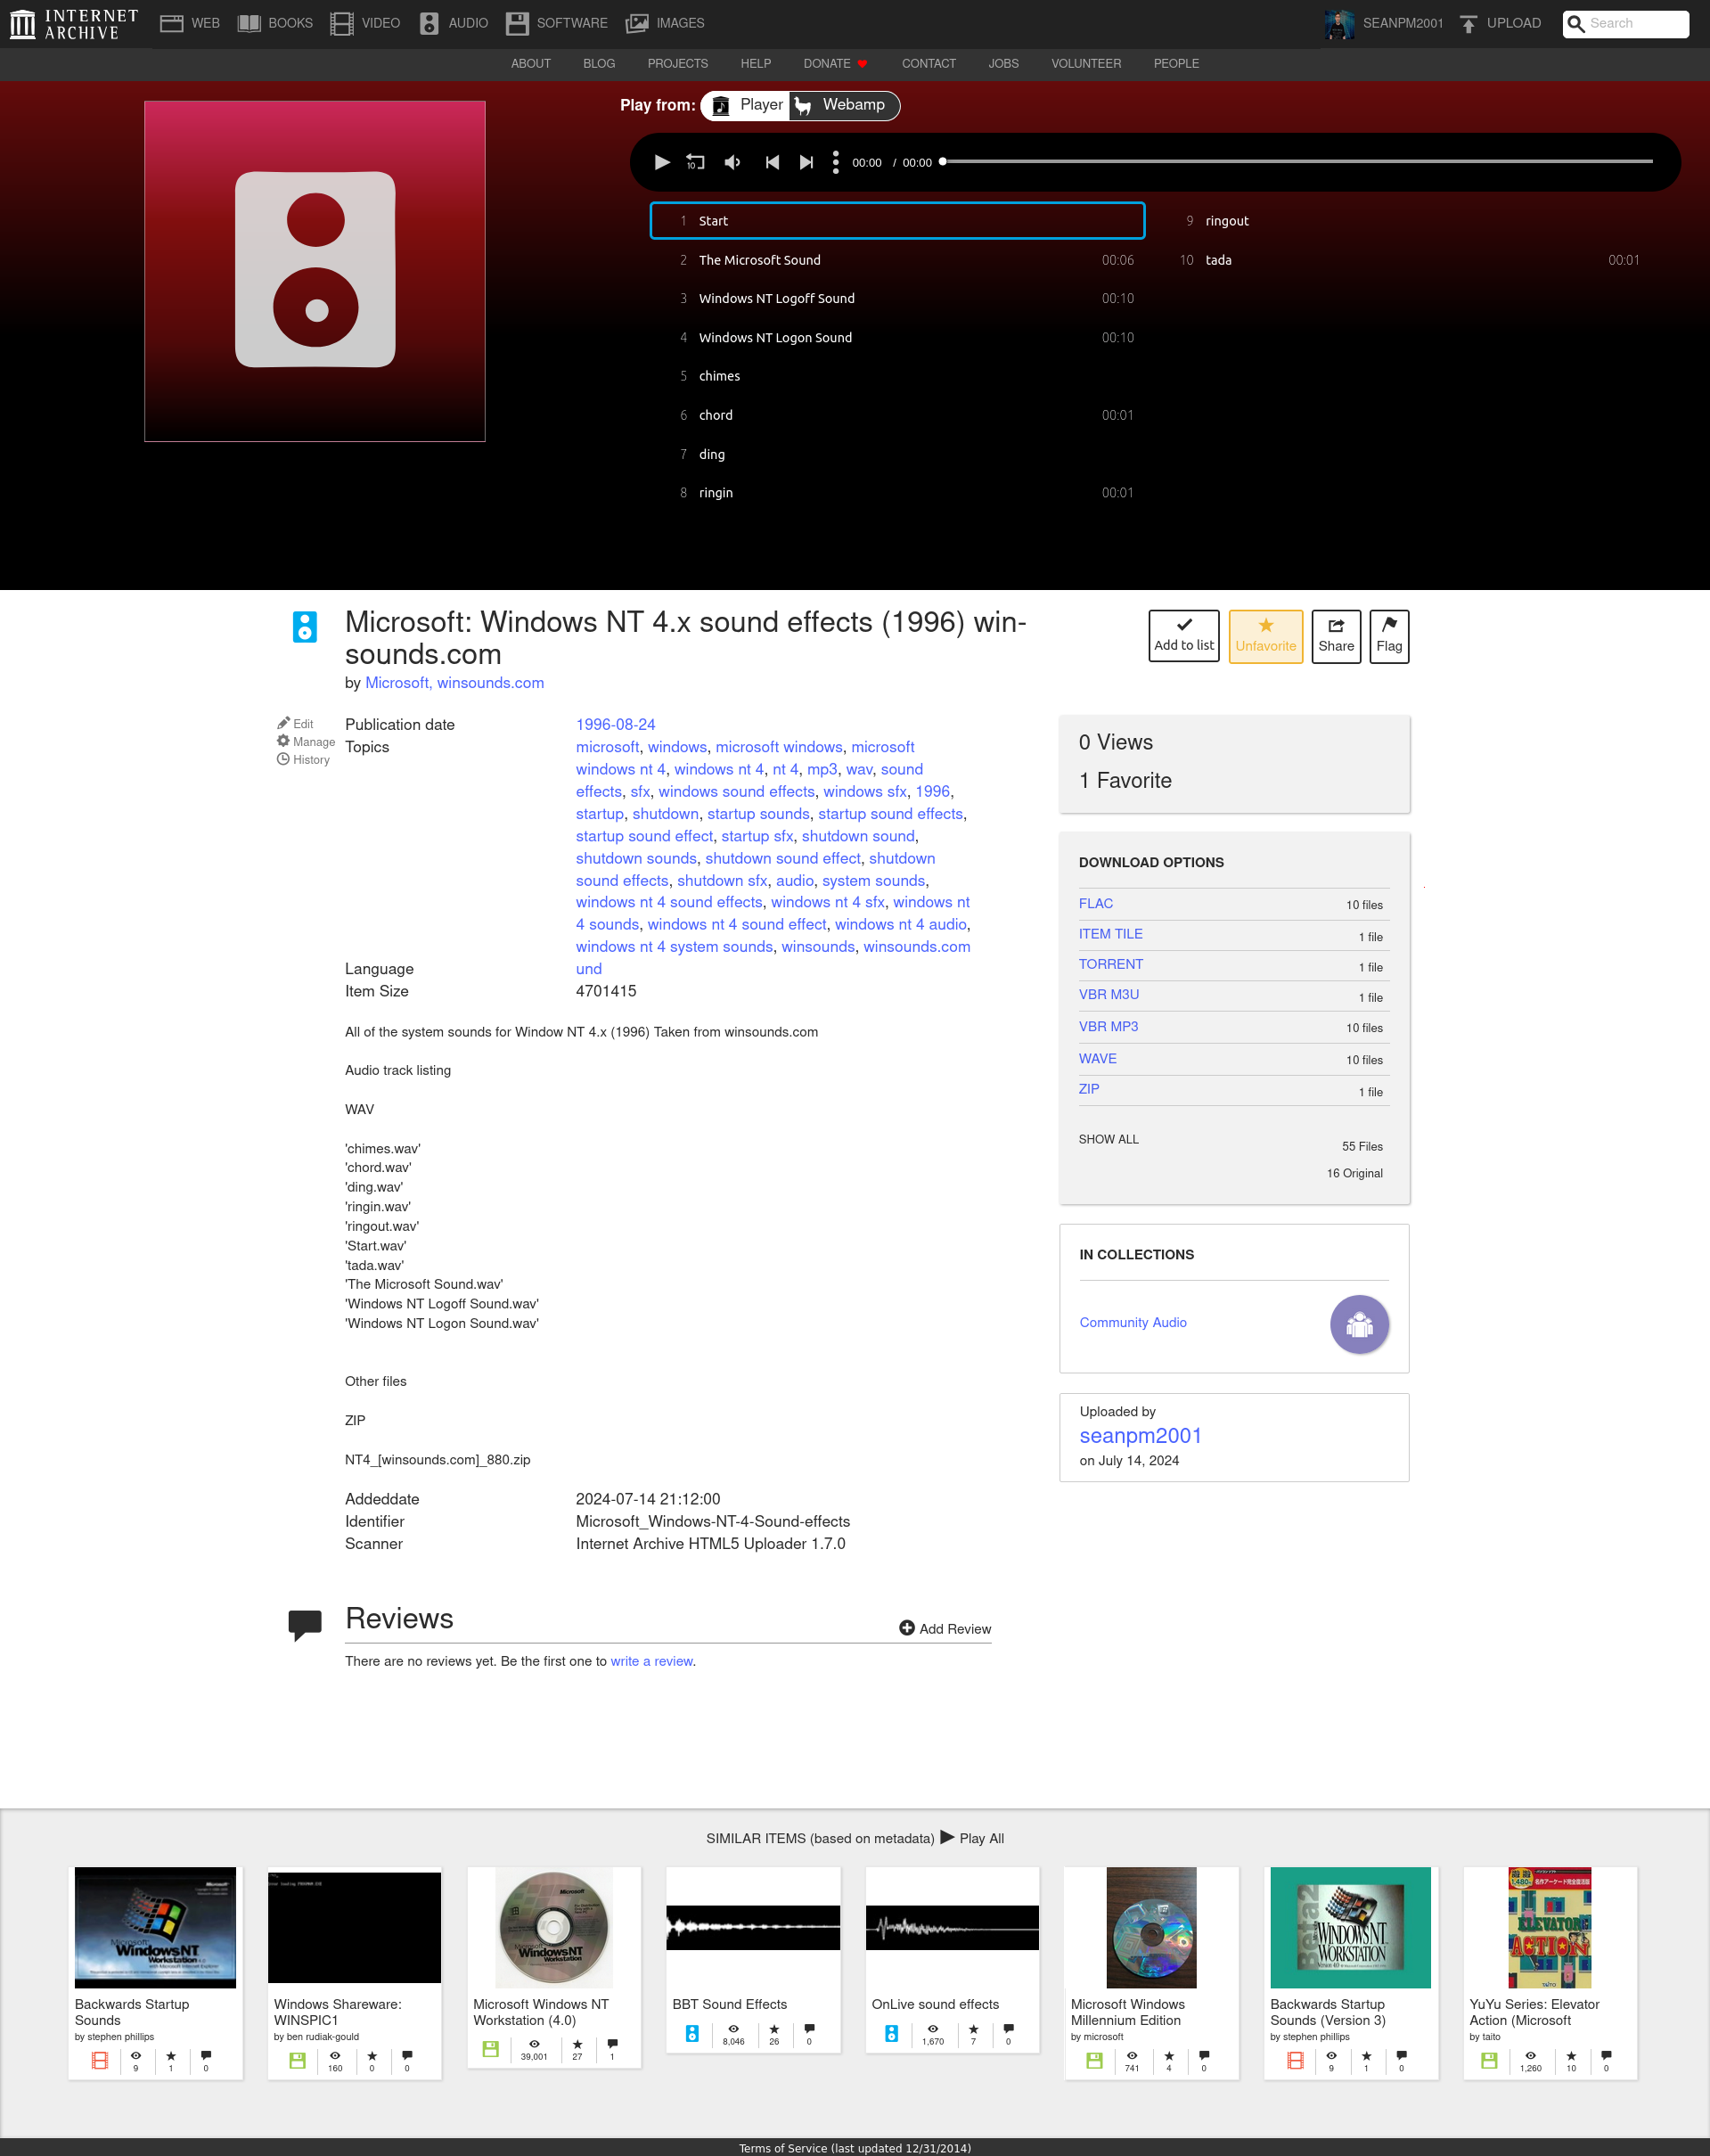 INTERNET
ARCHIVE
WEB BOOKS VIDEO AUDIO SOFTWARE IMAGES SEANPM2001 UPLOAD Search
ABOUT BLOG PROJECTS HELP DONATE CONTACT JOBS VOLUNTEER PEOPLE
Play from: Player Webamp
10 00:00 / 00:00
1 Start
2 The Microsoft Sound 00:06
3 Windows NT Logoff Sound 00:10
4 Windows NT Logon Sound 00:10
5 chimes
6 chord 00:01
7 ding
8 ringin 00:01
9 ringout
10 tada 00:01
Microsoft: Windows NT 4.x sound effects (1996) win-
sounds.com
by Microsoft, winsounds.com
Add to list
Unfavorite
Share
Flag
Edit
Manage
History
Publication date 1996-08-24
Topics microsoft, windows, microsoft windows, microsoft
windows nt 4, windows nt 4, nt 4, mp3, wav, sound
effects, sfx, windows sound effects, windows sfx, 1996,
startup, shutdown, startup sounds, startup sound effects,
startup sound effect, startup sfx, shutdown sound,
shutdown sounds, shutdown sound effect, shutdown
sound effects, shutdown sfx, audio, system sounds,
windows nt 4 sound effects, windows nt 4 sfx, windows nt
4 sounds, windows nt 4 sound effect, windows nt 4 audio,
windows nt 4 system sounds, winsounds, winsounds.com
Language und
Item Size 4701415
All of the system sounds for Window NT 4.x (1996) Taken from winsounds.com
Audio track listing
WAV
'chimes.wav'
'chord.wav'
'ding.wav'
'ringin.wav'
'ringout.wav'
'Start.wav'
'tada.wav'
'The Microsoft Sound.wav'
'Windows NT Logoff Sound.wav'
'Windows NT Logon Sound.wav'
Other files
ZIP
NT4_[winsounds.com]_880.zip
Addeddate 2024-07-14 21:12:00
Identifier Microsoft_Windows-NT-4-Sound-effects
Scanner Internet Archive HTML5 Uploader 1.7.0
0 Views
1 Favorite
DOWNLOAD OPTIONS
FLAC 10 files
ITEM TILE 1 file
TORRENT 1 file
VBR M3U 1 file
VBR MP3 10 files
WAVE 10 files
ZIP 1 file
SHOW ALL 55 Files
16 Original
IN COLLECTIONS
Community Audio
Uploaded by
seanpm2001
on July 14, 2024
Reviews
Add Review
There are no reviews yet. Be the first one to write a review.
SIMILAR ITEMS (based on metadata) Play All
Microsoft
WindowsNT
Workstation
Backwards Startup
Sounds
by stephen phillips
9 1 0
Windows Shareware:
WINSPIC1
by ben rudiak-gould
160 0 0
Microsoft
WindowsNT
Workstation
Microsoft Windows NT
Workstation (4.0)
39,001 27 1
BBT Sound Effects
8,046 26 0
OnLive sound effects
1,670 7 0
Microsoft Windows
Millennium Edition
by microsoft
741 4 0
WINDOWS NT
WORKSTATION
Backwards Startup
Sounds (Version 3)
by stephen phillips
9 1 0
ELEVATOR
ACTION
TAITO
YuYu Series: Elevator
Action (Microsoft
by taito
1,260 10 0
Terms of Service (last updated 12/31/2014)